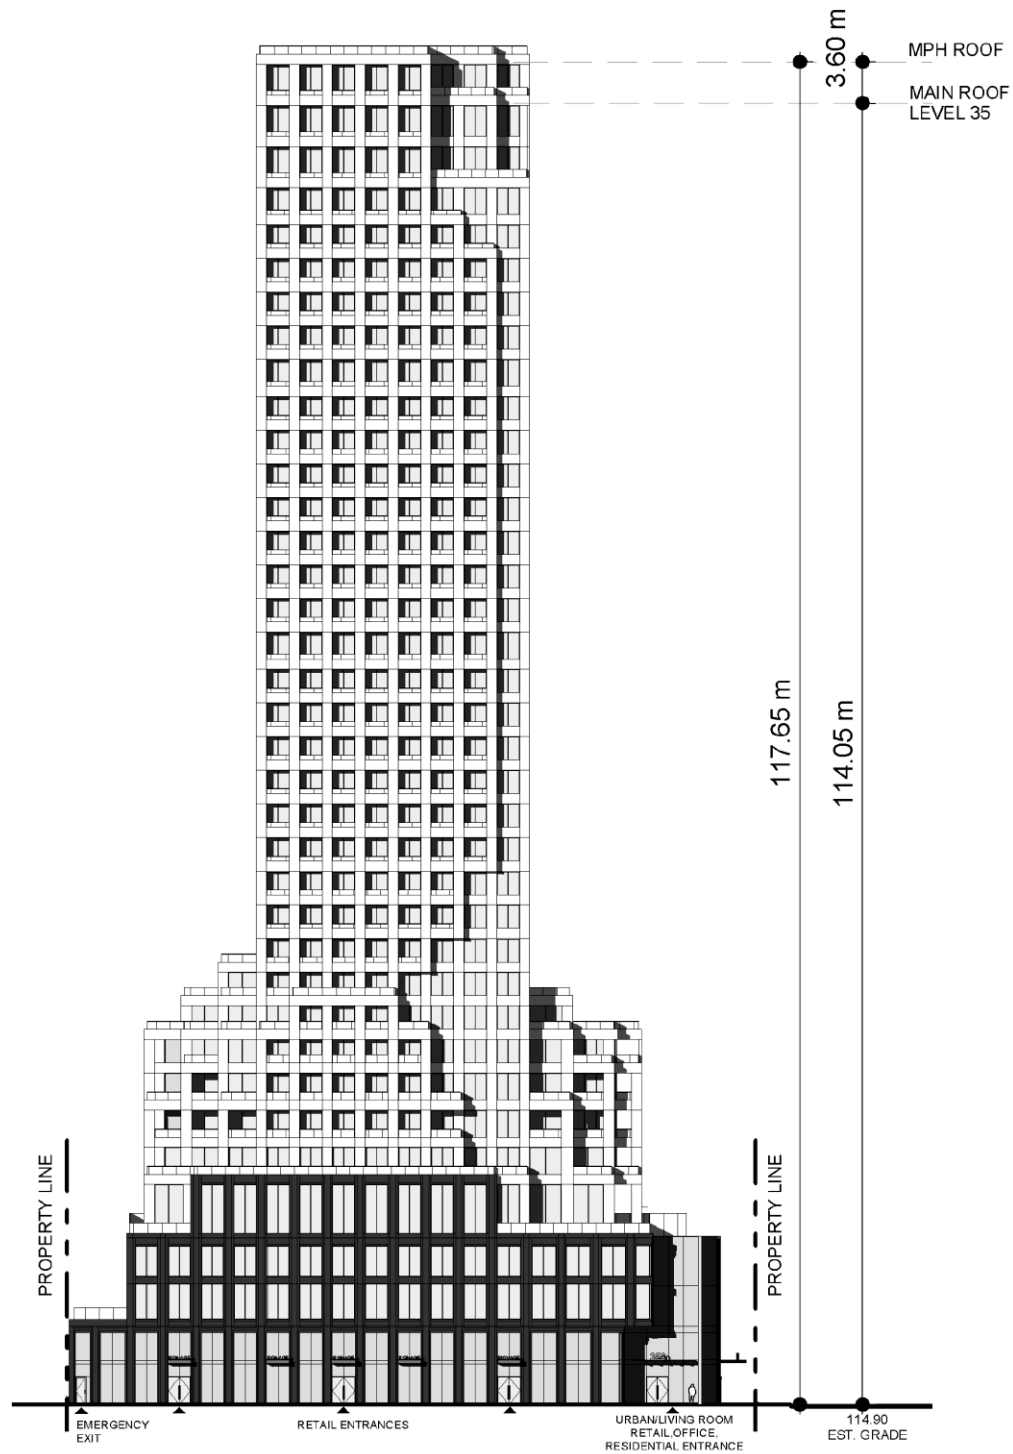 3.60 m
MPH ROOF
MAIN ROOF
LEVEL 35
117.65 m
114.05 m
PROPERTY LINE
PROPERTY LINE
EMERGENCY
EXIT
RETAIL ENTRANCES
URBAN/LIVING ROOM
RETAIL,OFFICE,
RESIDENTIAL ENTRANCE
114.90
EST. GRADE